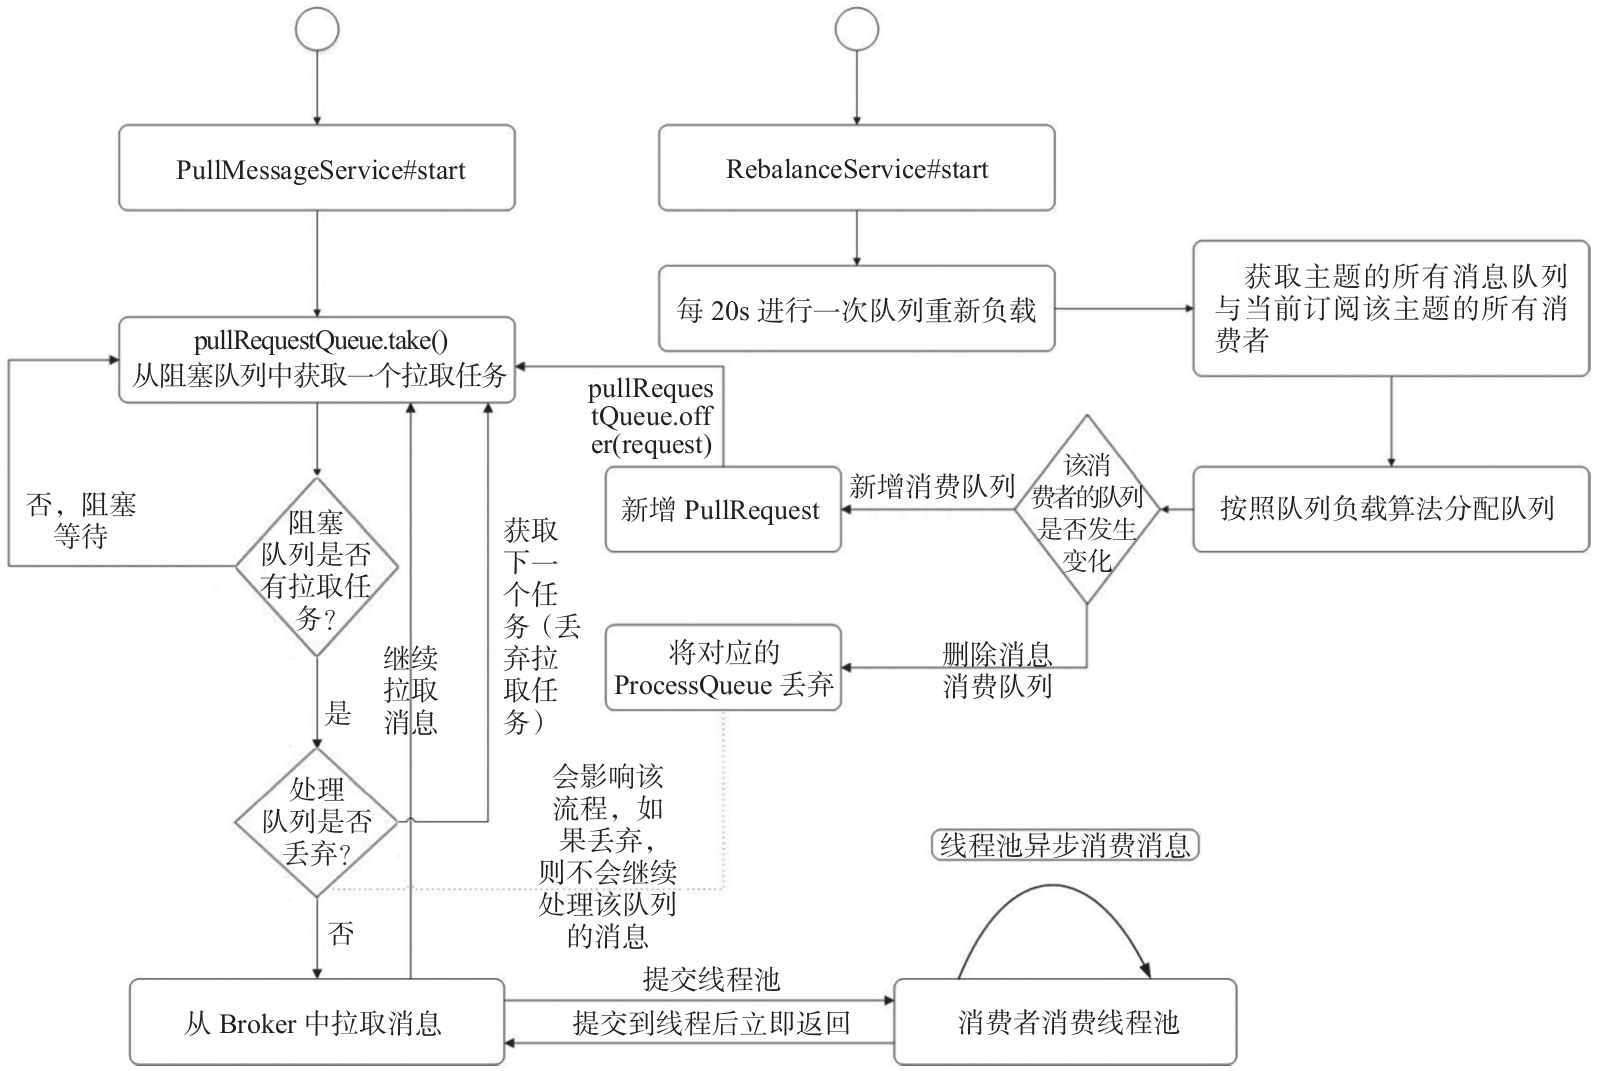 PullMessageService#start
RebalanceService#start
每 20s 进行一次队列重新负载
获取主题的所有消息队列
与当前订阅该主题的所有消
费者
pullRequestQueue.take()
从阻塞队列中获取一个拉取任务
pullReques
tQueue.off
er(request)
新增 PullRequest
新增消费队列
该消
费者的队列
是否发生
变化
按照队列负载算法分配队列
否，阻塞
等待
阻塞
队列是否
有拉取任
务？
获取
下一
个任
务（丢
弃拉
取任
务）
继续
拉取
消息
是
将对应的
ProcessQueue 丢弃
删除消息
消费队列
处理
队列是否
丢弃？
会影响该
流程，如
果丢弃，
则不会继续
处理该队列
的消息
否
线程池异步消费消息
从 Broker 中拉取消息
提交线程池
提交到线程后立即返回
消费者消费线程池